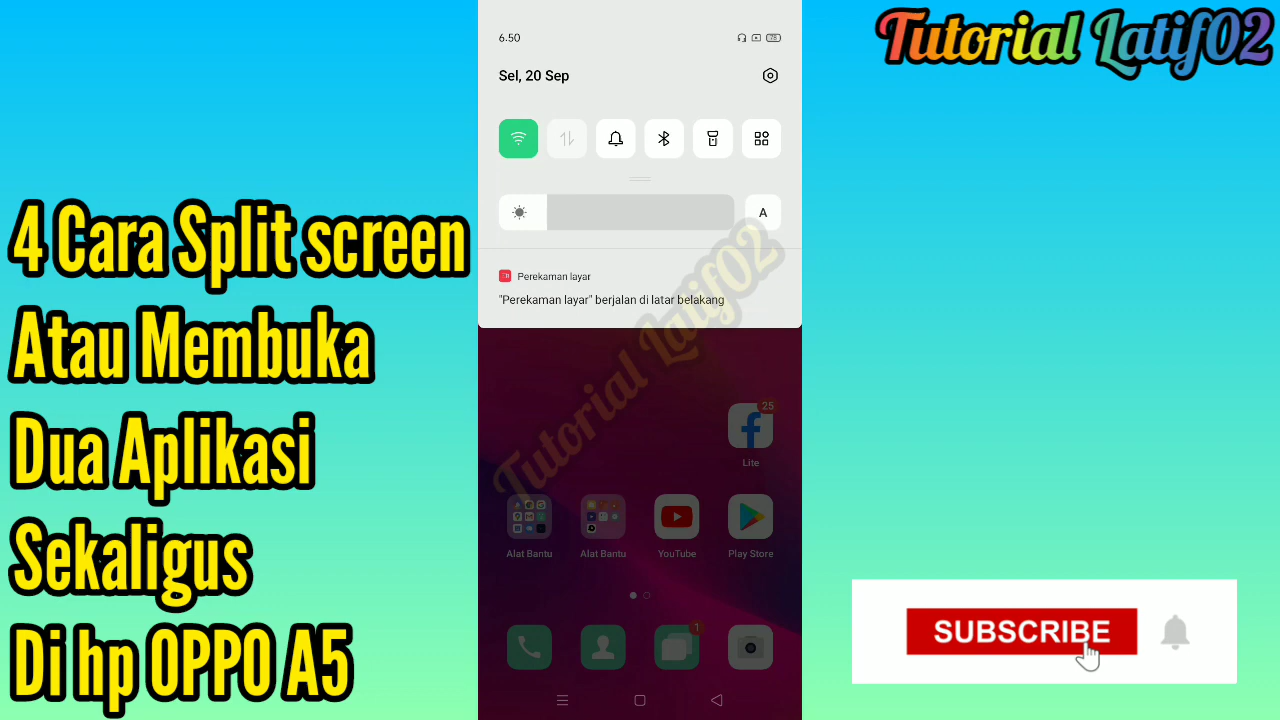 Tutorial Latif02
4 Cara Split screen
Atau Membuka
Dua Aplikasi
Sekaligus
Di hp OPPO A5
6.50
78
Sel, 20 Sep
A
Perekaman layar
"Perekaman layar" berjalan di latar belakang
Tutorial Latif02
25
Lite
Alat Bantu
Alat Bantu
YouTube
Play Store
1
SUBSCRIBE